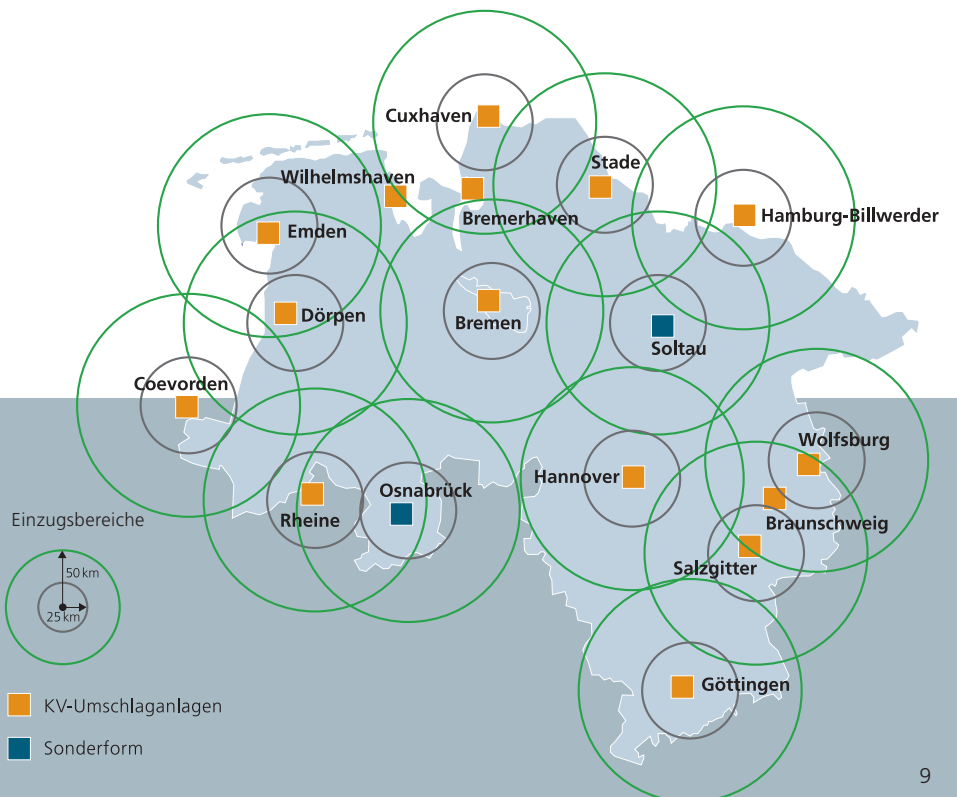 Cuxhaven
Stade
Wilhelmshaven
Bremerhaven
Hamburg-Billwerder
Emden
Dörpen
Bremen
Soltau
Coevorden
Wolfsburg
Hannover
Osnabrück
Rheine
Braunschweig
Salzgitter
Göttingen
Einzugsbereiche
50 km
25 km
KV-Umschlaganlagen
Sonderform
9